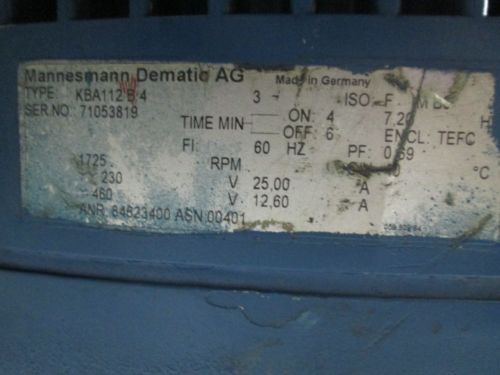 Mannesmann Dematic AG Made in Germany
TYPE KBA112 B 4 3 ~ ISO F
SER.NO 71053819 TIME MIN ON: 4 7,20 H
OFF: 6 ENCL. TEFC
FI: 60 HZ PF: 0,69
1725 RPM °C
230 V 25,00 A
460 V 12,60 A
ANR. 64623400 ASN.00401